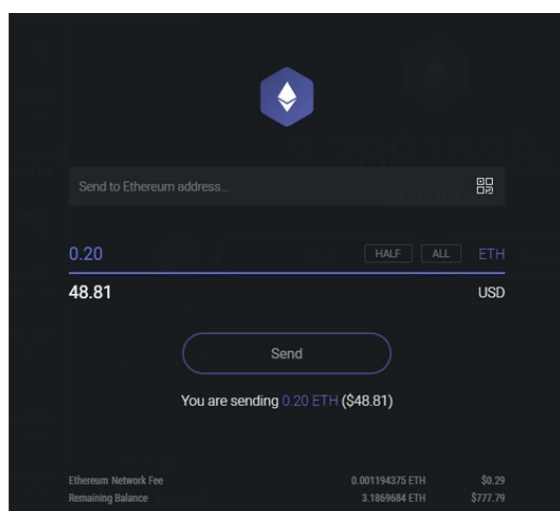 Send to Ethereum address...
0.20 HALF ALL ETH
48.81 USD
Send
You are sending 0.20 ETH ($48.81)
Ethereum Network Fee 0.001194375 ETH $0.29
Remaining Balance 3.1869684 ETH $777.79